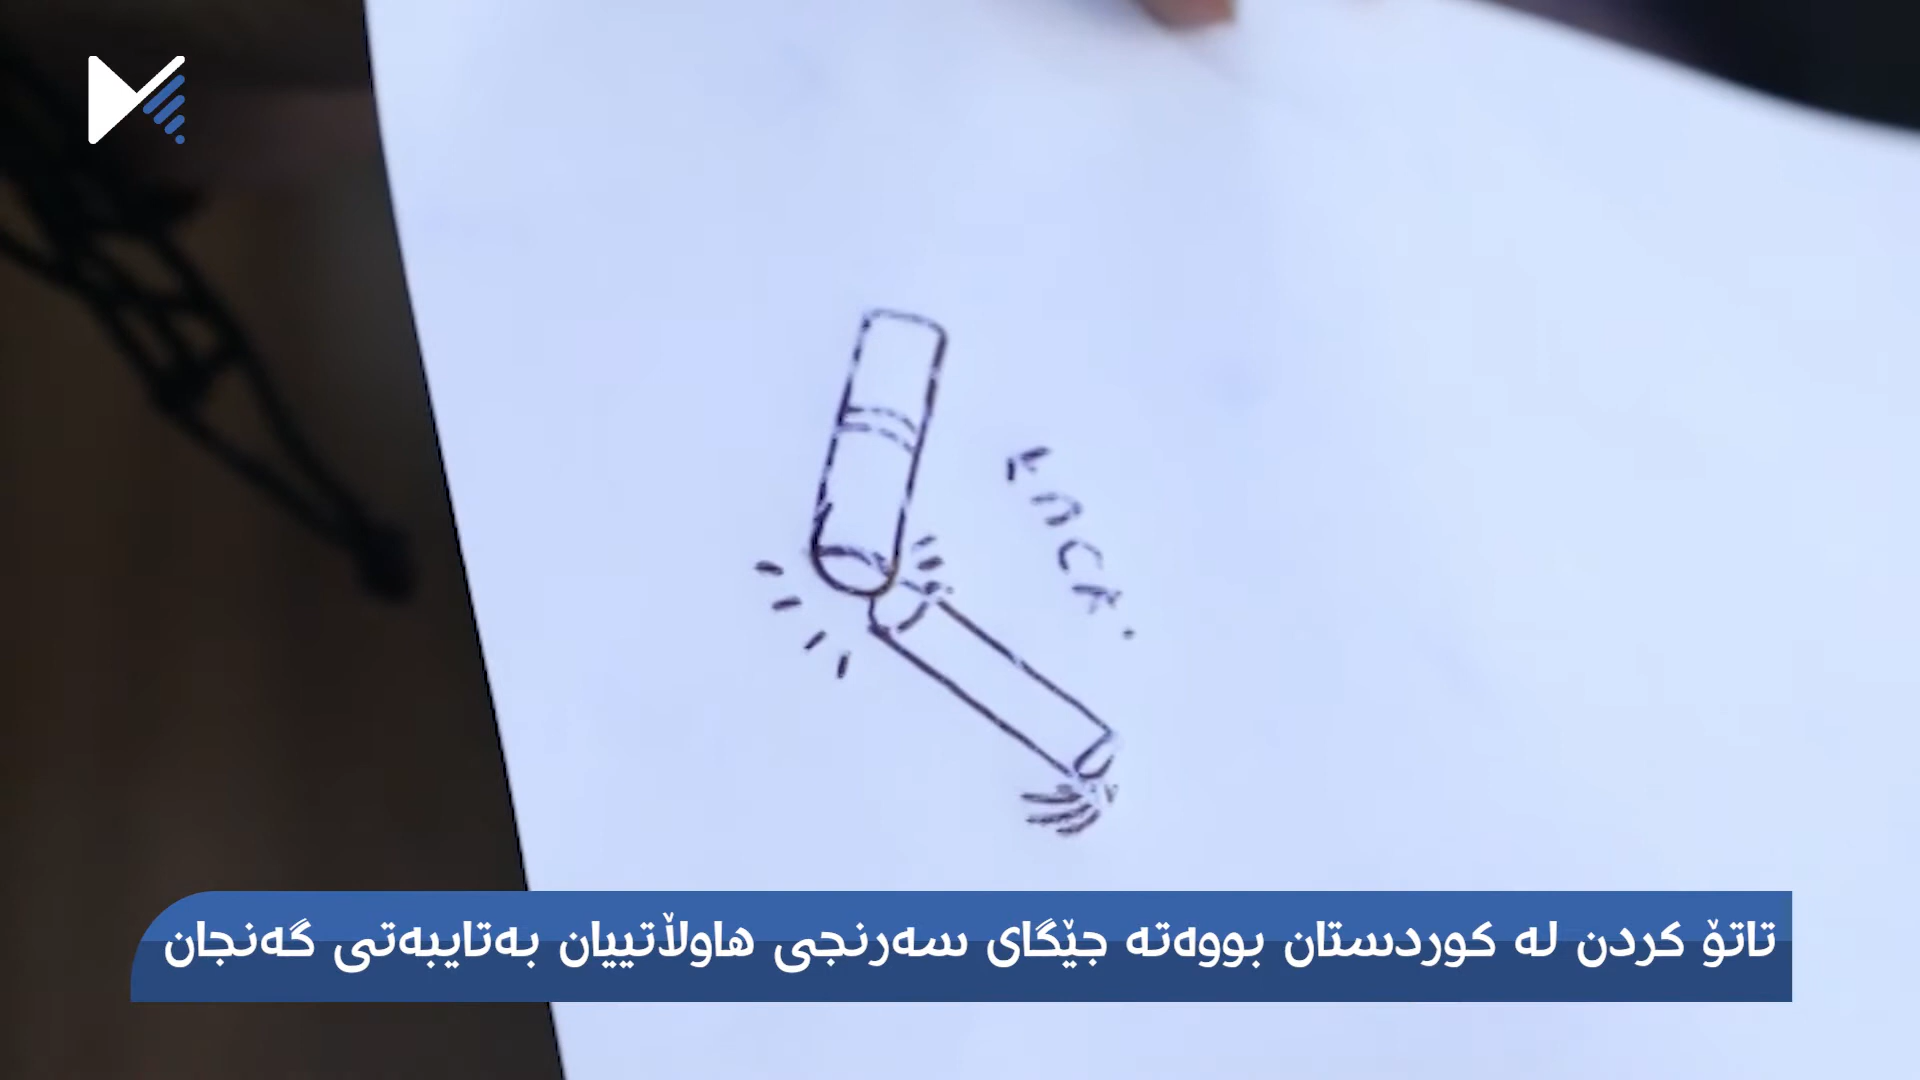 تاتۆ کردن لە کوردستان بووەتە جێگای سەرنجی هاوڵاتییان بەتایبەتی گەنجان